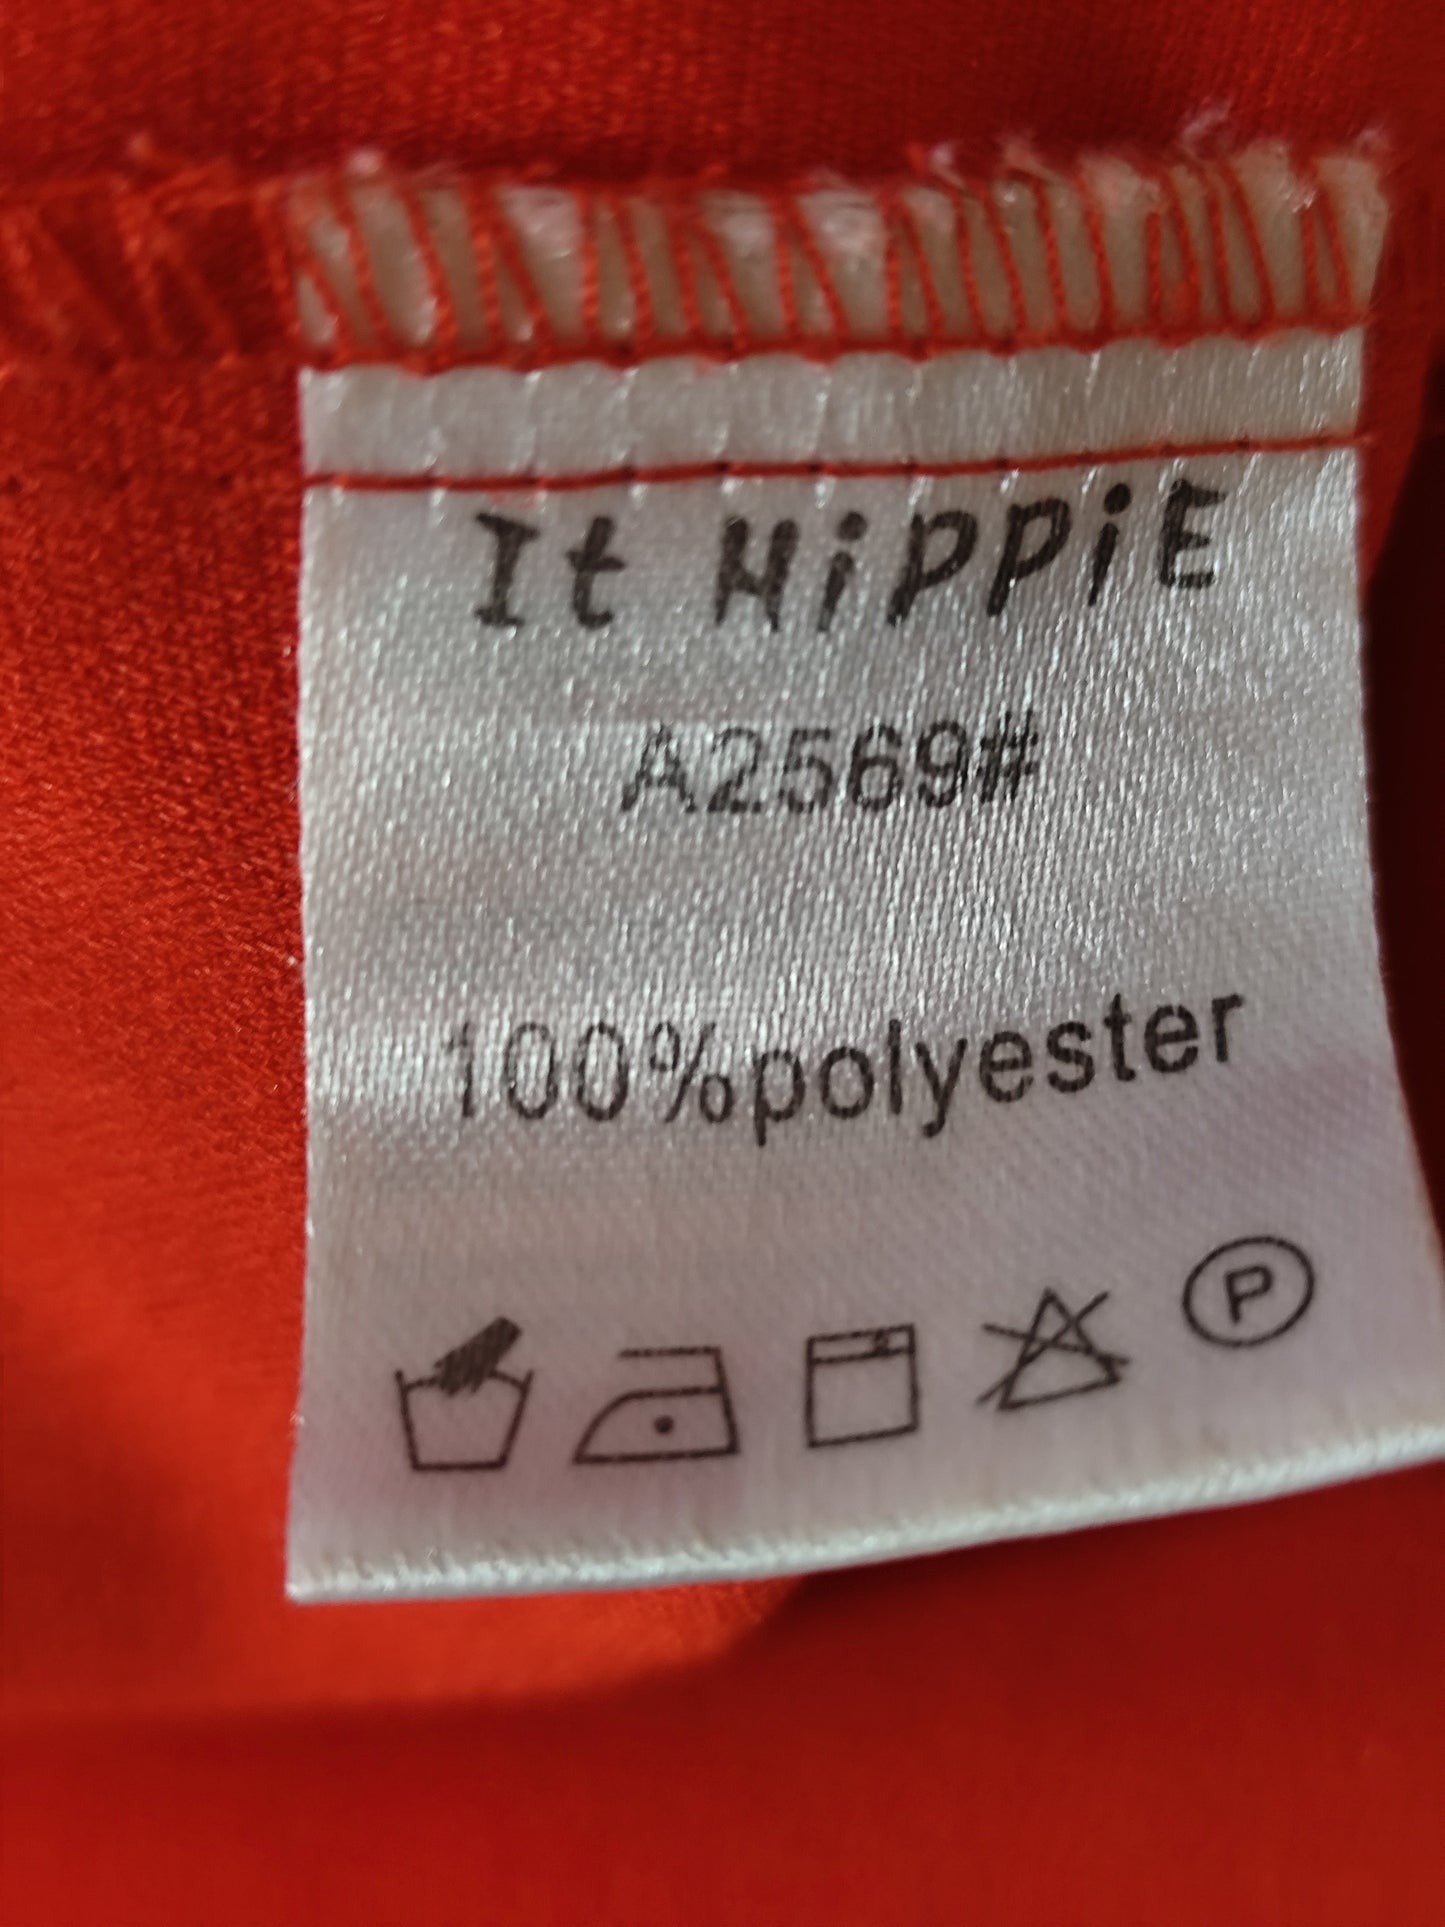 It HiPPiE
A2569#
100%polyester
P